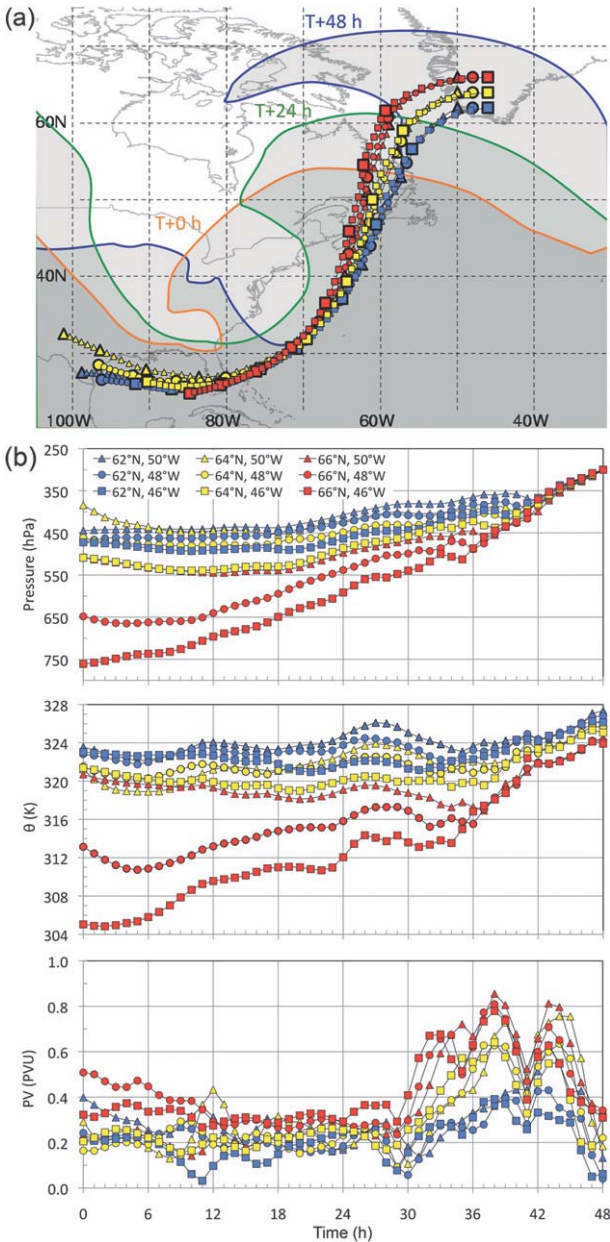 (a)
T+48 h
T+24 h
T+0 h
60N
40N
100W 80W 60W 40W
(b)
250
350
450
550
650
750
Pressure (hPa)
62°N, 50°W 64°N, 50°W 66°N, 50°W
62°N, 48°W 64°N, 48°W 66°N, 48°W
62°N, 46°W 64°N, 46°W 66°N, 46°W
328
324
320
316
312
308
304
θ (K)
1.0
0.8
0.6
0.4
0.2
0.0
PV (PVU)
0 6 12 18 24 30 36 42 48
Time (h)